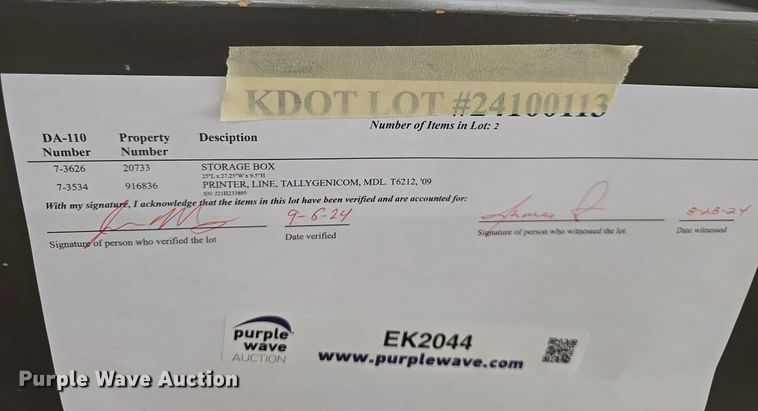 KDOT LOT #24100113
Number of Items in Lot: 2
DA-110 Number Property Number Desciption
7-3626 20733 STORAGE BOX
25"L x 27.25"W x 9.5"H
7-3534 916836 PRINTER, LINE, TALLYGENICOM, MDL. T6212, '09
With my signature, I acknowledge that the items in this lot have been verified and are accounted for:
9-6-24 8-28-24
Signature of person who verified the lot Date verified Signature of person who witnessed the lot Date witnessed
purple wave AUCTION
EK2044
www.purplewave.com
Purple Wave Auction